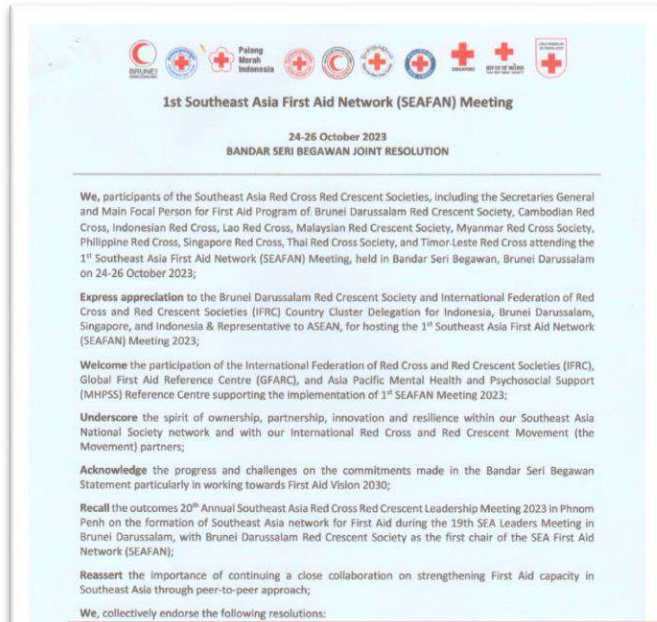 BRUNEI
Palang
Merah
Indonesia
SINGAPORE
1st Southeast Asia First Aid Network (SEAFAN) Meeting
24-26 October 2023
BANDAR SERI BEGAWAN JOINT RESOLUTION
We, participants of the Southeast Asia Red Cross Red Crescent Societies, including the Secretaries General
and Main Focal Person for First Aid Program of Brunei Darussalam Red Crescent Society, Cambodian Red
Cross, Indonesian Red Cross, Lao Red Cross, Malaysian Red Crescent Society, Myanmar Red Cross Society,
Philippine Red Cross, Singapore Red Cross, Thai Red Cross Society, and Timor-Leste Red Cross attending the
1st Southeast Asia First Aid Network (SEAFAN) Meeting, held in Bandar Seri Begawan, Brunei Darussalam
on 24-26 October 2023;
Express appreciation to the Brunei Darussalam Red Crescent Society and International Federation of Red
Cross and Red Crescent Societies (IFRC) Country Cluster Delegation for Indonesia, Brunei Darussalam,
Singapore, and Indonesia & Representative to ASEAN, for hosting the 1st Southeast Asia First Aid Network
(SEAFAN) Meeting 2023;
Welcome the participation of the International Federation of Red Cross and Red Crescent Societies (IFRC),
Global First Aid Reference Centre (GFARC), and Asia Pacific Mental Health and Psychosocial Support
(MHPSS) Reference Centre supporting the implementation of 1st SEAFAN Meeting 2023;
Underscore the spirit of ownership, partnership, innovation and resilience within our Southeast Asia
National Society network and with our International Red Cross and Red Crescent Movement (the
Movement) partners;
Acknowledge the progress and challenges on the commitments made in the Bandar Seri Begawan
Statement particularly in working towards First Aid Vision 2030;
Recall the outcomes 20th Annual Southeast Asia Red Cross Red Crescent Leadership Meeting 2023 in Phnom
Penh on the formation of Southeast Asia network for First Aid during the 19th SEA Leaders Meeting in
Brunei Darussalam, with Brunei Darussalam Red Crescent Society as the first chair of the SEA First Aid
Network (SEAFAN);
Reassert the importance of continuing a close collaboration on strengthening First Aid capacity in
Southeast Asia through peer-to-peer approach;
We, collectively endorse the following resolutions: